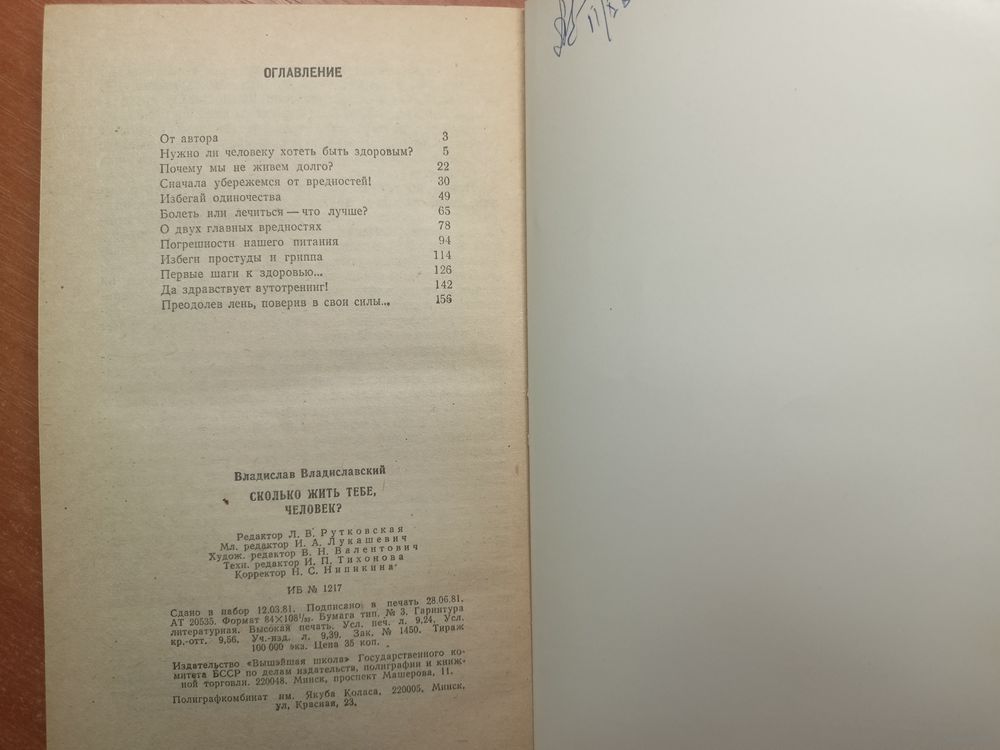 ОГЛАВЛЕНИЕ
От автора 3
Нужно ли человеку хотеть быть здоровым? 5
Почему мы не живем долго? 22
Сначала убережемся от вредностей! 30
Избегай одиночества 49
Болеть или лечиться — что лучше? 65
О двух главных вредностях 78
Погрешности нашего питания 94
Избеги простуды и гриппа 114
Первые шаги к здоровью... 126
Да здравствует аутотренинг! 142
Преодолев лень, поверив в свои силы... 156
Владислав Владиславский
СКОЛЬКО ЖИТЬ ТЕБЕ,
ЧЕЛОВЕК?
Редактор Л. В. Рутковская
Мл. редактор И. А. Лукашевич
Худож. редактор В. Н. Валентович
Техн. редактор И. П. Тихонова
Корректор Н. С. Нипикина
ИБ № 1217
Сдано в набор 12.03.81. Подписано в печать 28.06.81.
АТ 20535. Формат 84×108¹/₃₂. Бумага тип. № 3. Гарнитура
литературная. Высокая печать. Усл. печ. л. 9,24. Усл.
кр.-отт. 9,56. Уч.-изд. л. 9,39. Зак. № 1450. Тираж
100 000 экз. Цена 35 коп.
Издательство «Вышэйшая школа» Государственного ко-
митета БССР по делам издательств, полиграфии и книж-
ной торговли. 220048. Минск, проспект Машерова, 11.
Полиграфкомбинат им. Якуба Коласа. 220005. Минск,
ул. Красная, 23.